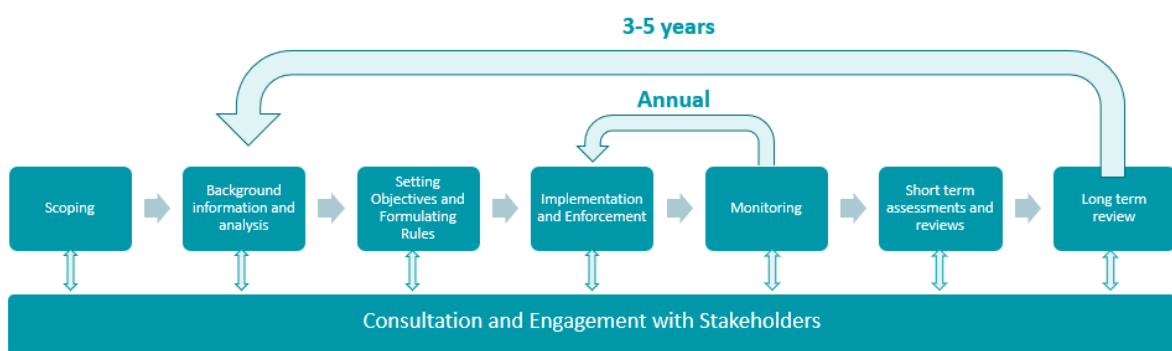 3-5 years
Annual
Scoping
Background
information and
analysis
Setting
Objectives and
Formulating
Rules
Implementation
and Enforcement
Monitoring
Short term
assessments and
reviews
Long term
review
Consultation and Engagement with Stakeholders